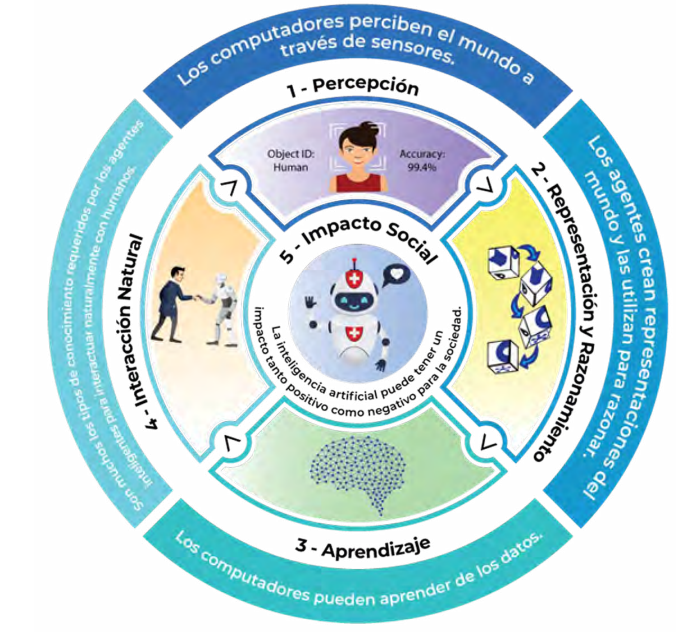 Los computadores perciben el mundo a
través de sensores.
1 - Percepción
Object ID:
Human
Accuracy:
99.4%
Los agentes crean representaciones del
mundo y las utilizan para razonar.
2 - Representación y Razonamiento
3 - Aprendizaje
Los computadores pueden aprender de los datos.
Son muchos los tipos de conocimiento requeridos por los agentes
inteligentes para interactuar naturalmente con humanos.
4 - Interacción Natural
5 - Impacto Social
La inteligencia artificial puede tener un
impacto tanto positivo como negativo para la sociedad.